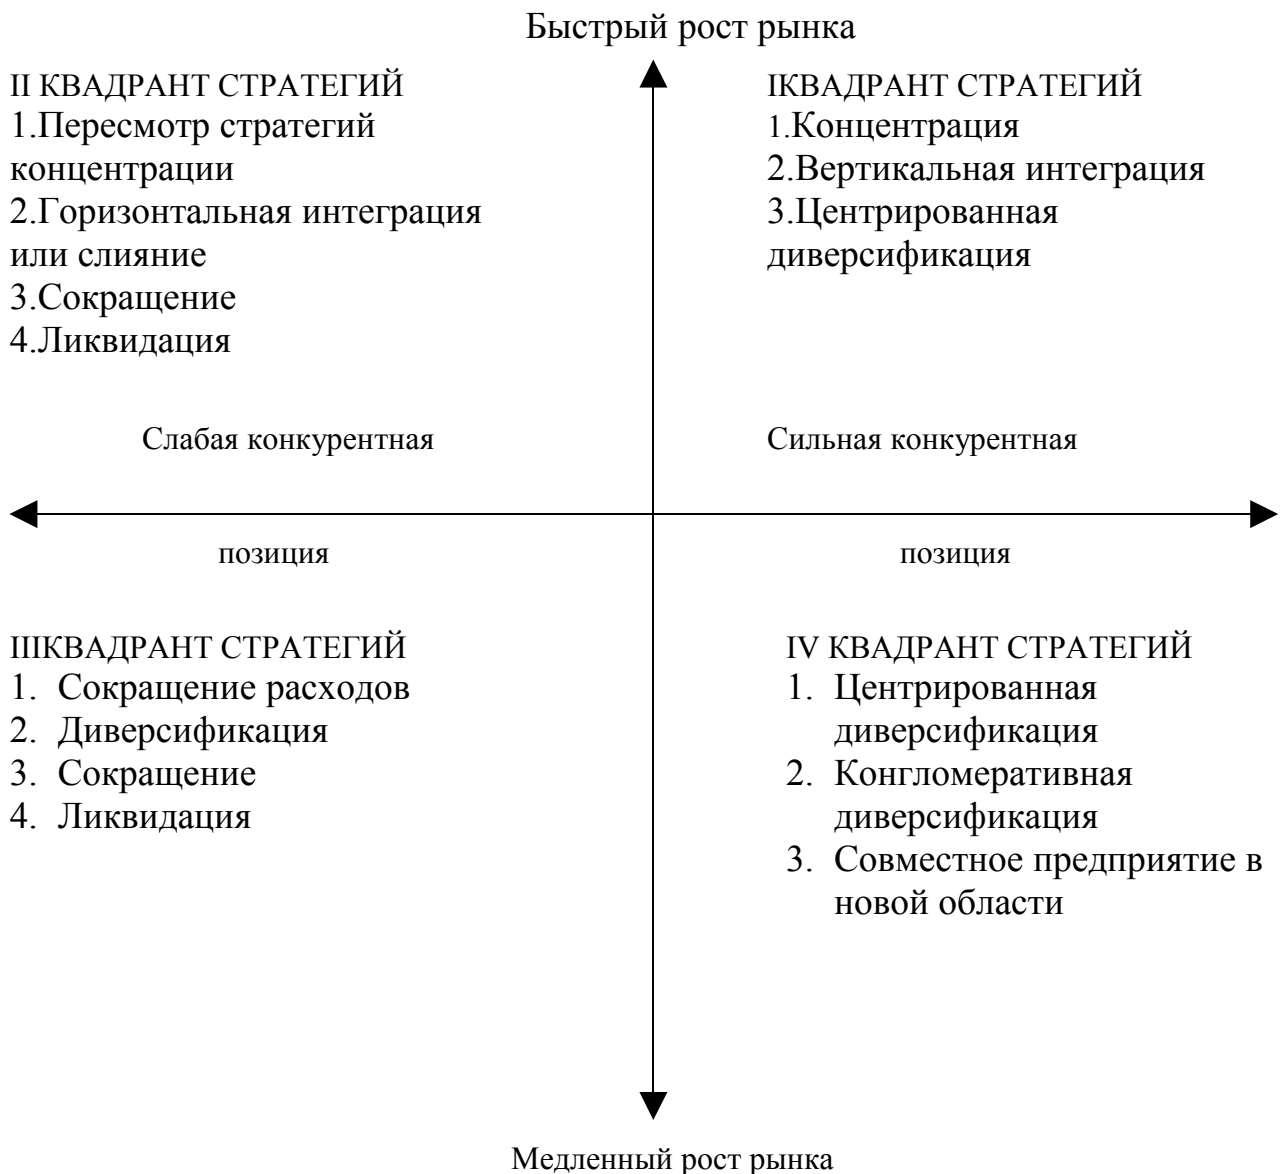 Быстрый рост рынка
II КВАДРАНТ СТРАТЕГИЙ
1.Пересмотр стратегий
концентрации
2.Горизонтальная интеграция
или слияние
3.Сокращение
4.Ликвидация
IКВАДРАНТ СТРАТЕГИЙ
1.Концентрация
2.Вертикальная интеграция
3.Центрированная
диверсификация
Слабая конкурентная
позиция
Сильная конкурентная
позиция
IIIКВАДРАНТ СТРАТЕГИЙ
1. Сокращение расходов
2. Диверсификация
3. Сокращение
4. Ликвидация
IV КВАДРАНТ СТРАТЕГИЙ
1. Центрированная
диверсификация
2. Конгломеративная
диверсификация
3. Совместное предприятие в
новой области
Медленный рост рынка